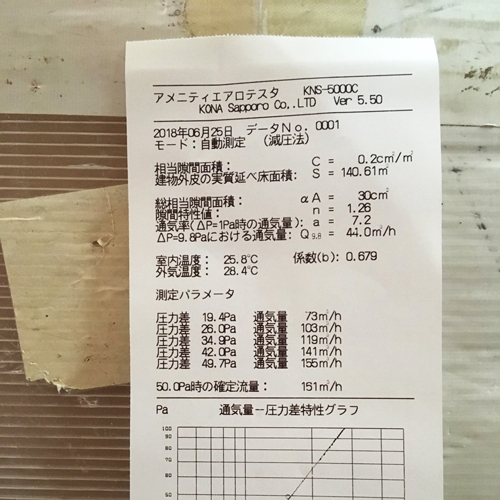 アメニティエアロテスタ　KNS-5000C
KONA Sapporo Co,.LTD　Ver 5.50
2018年06月25日　データNo. 0001
モード：自動測定　（減圧法）
相当隙間面積：　C = 0.2cm²/m²
建物外皮の実質延べ床面積：　S = 140.61m²
総相当隙間面積：　αA = 30cm²
隙間特性値：　n = 1.26
通気率(ΔP=1Pa時の通気量)：a = 7.2
ΔP=9.8Paにおける通気量：Q9.8 = 44.0m³/h
室内温度：　25.8℃　係数(b): 0.679
外気温度：　28.4℃
測定パラメータ
圧力差　19.4Pa　通気量　73m³/h
圧力差　26.0Pa　通気量　103m³/h
圧力差　34.9Pa　通気量　119m³/h
圧力差　42.0Pa　通気量　141m³/h
圧力差　49.7Pa　通気量　155m³/h
50.0Pa時の確定流量：　151m³/h
Pa　通気量－圧力差特性グラフ
100
90
80
70
50